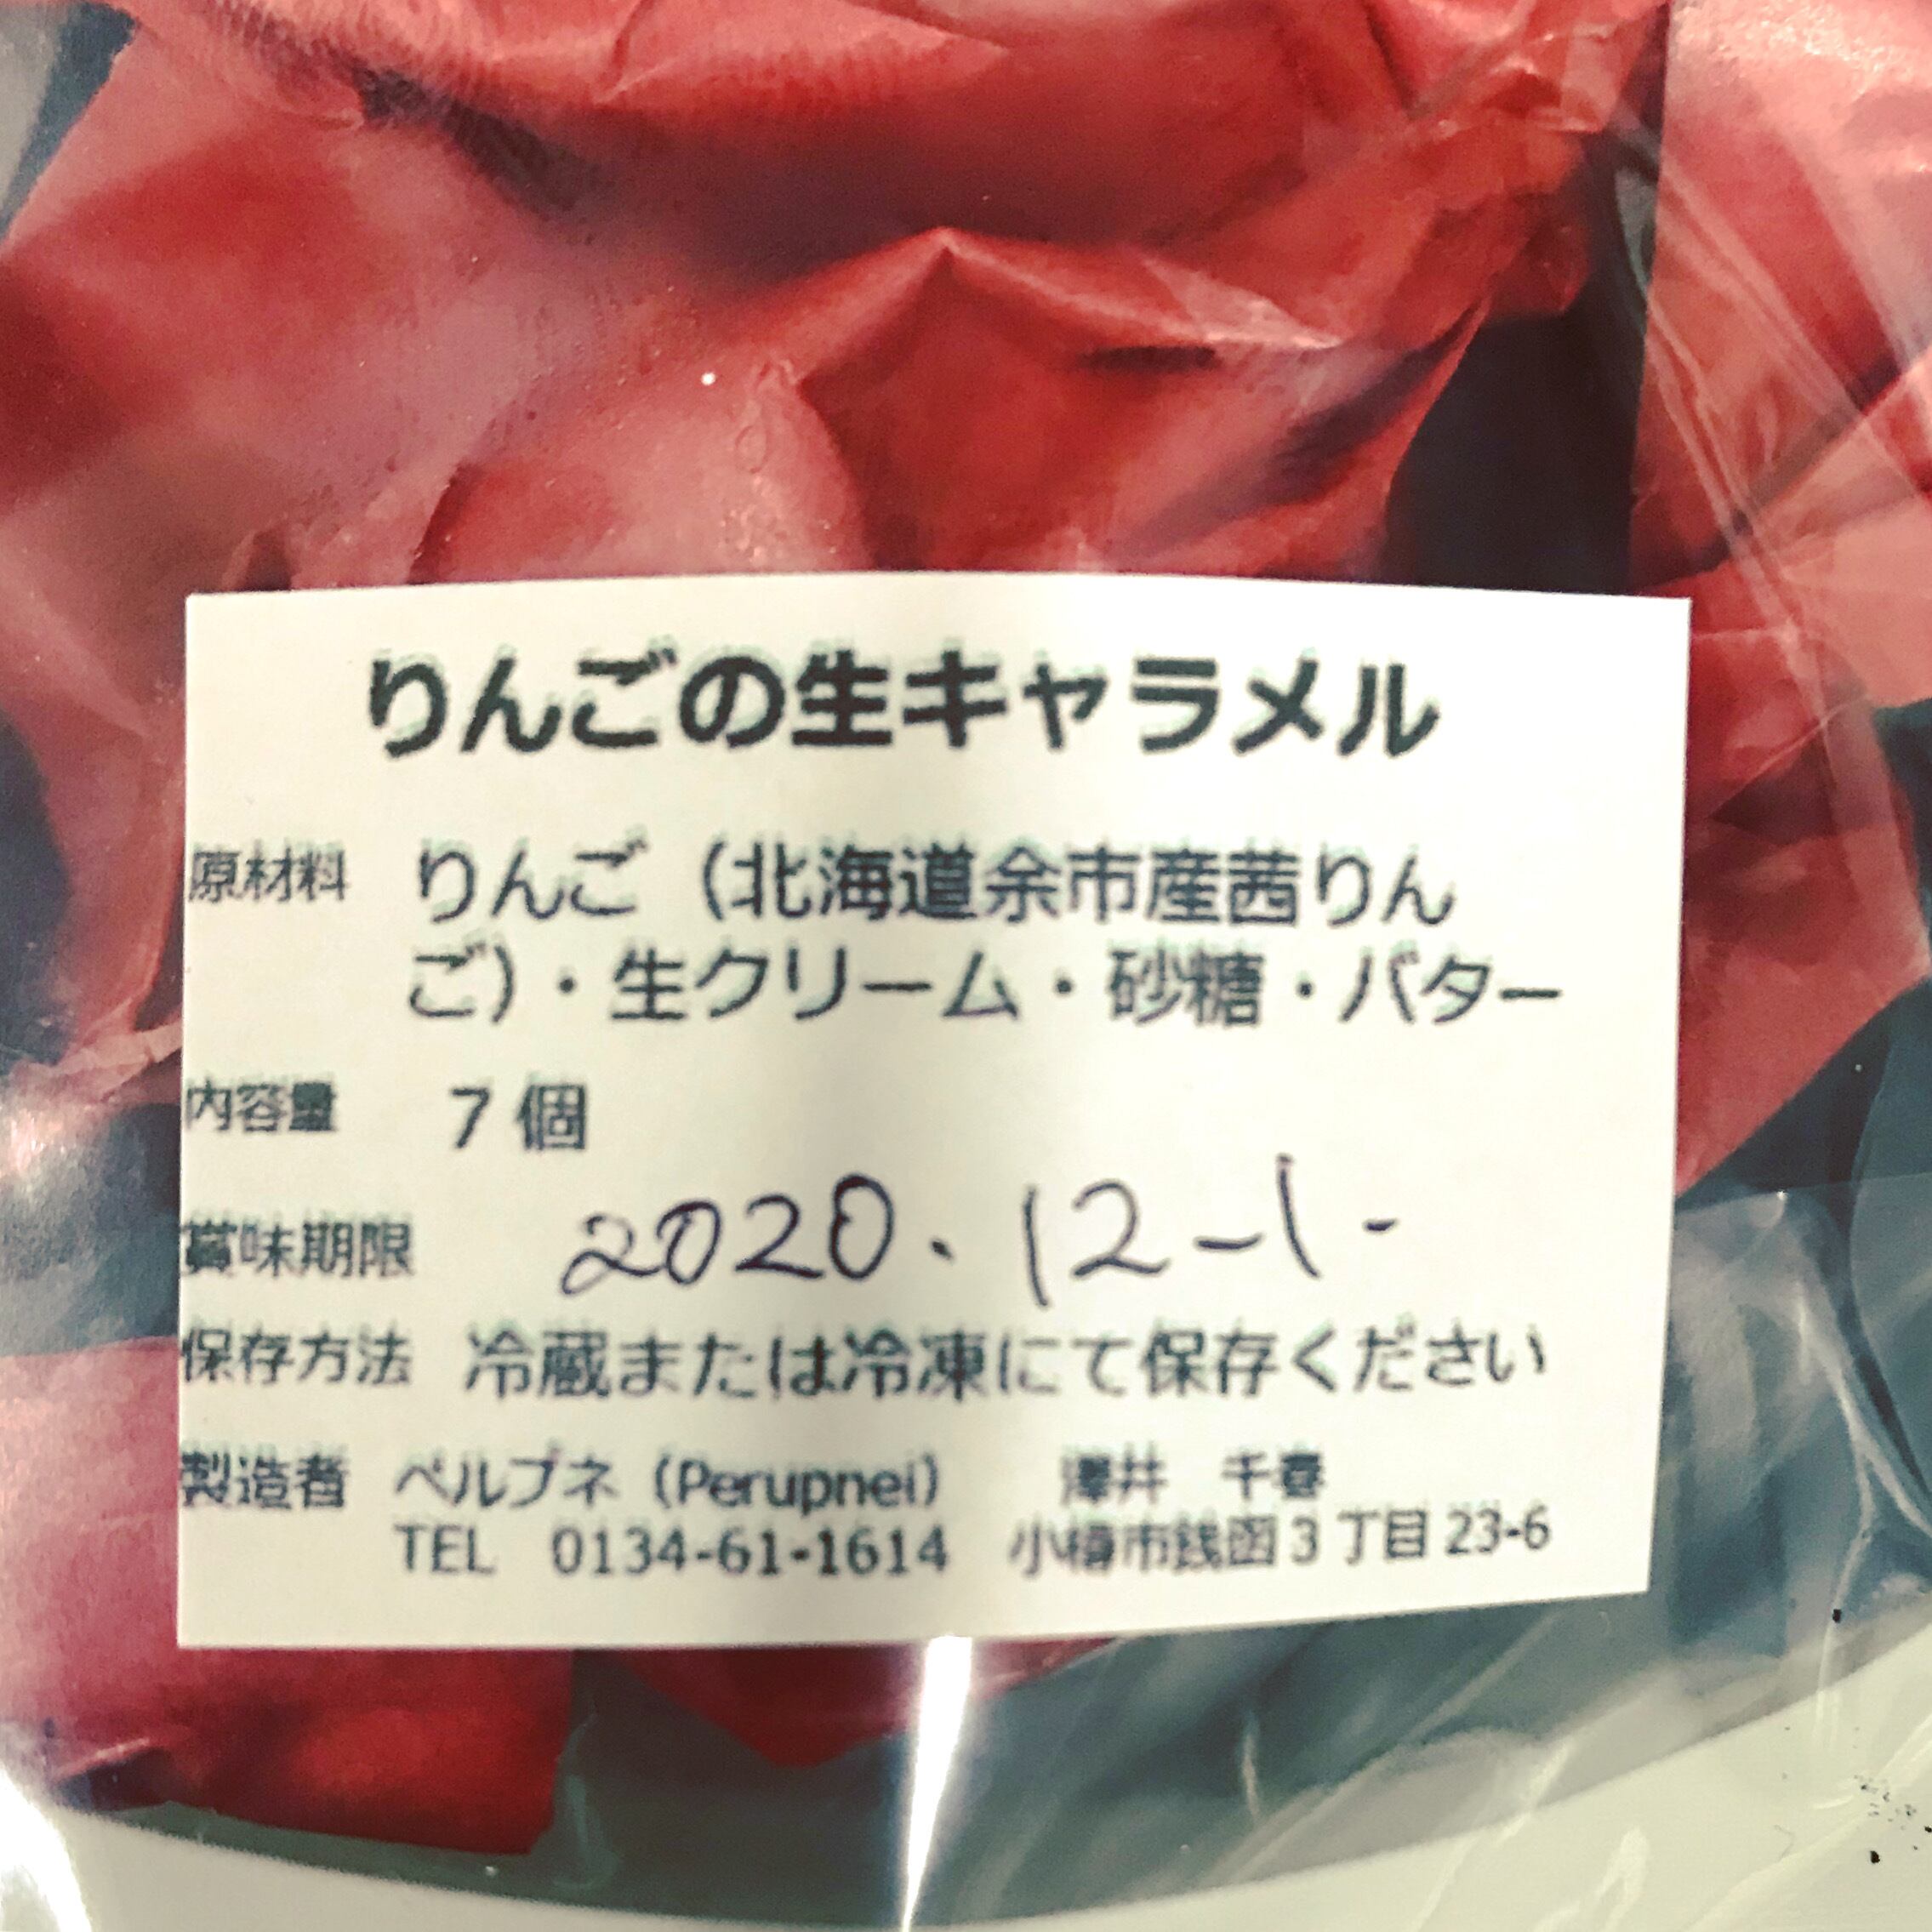 りんごの生キャラメル
原材料 りんご（北海道余市産茜りん
ご）・生クリーム・砂糖・バター
内容量 7 個
賞味期限 2020.12-1-
保存方法 冷蔵または冷凍にて保存ください
製造者 ペルプネ（Perupnei） 澤井 千春
TEL 0134-61-1614 小樽市銭函3丁目23-6